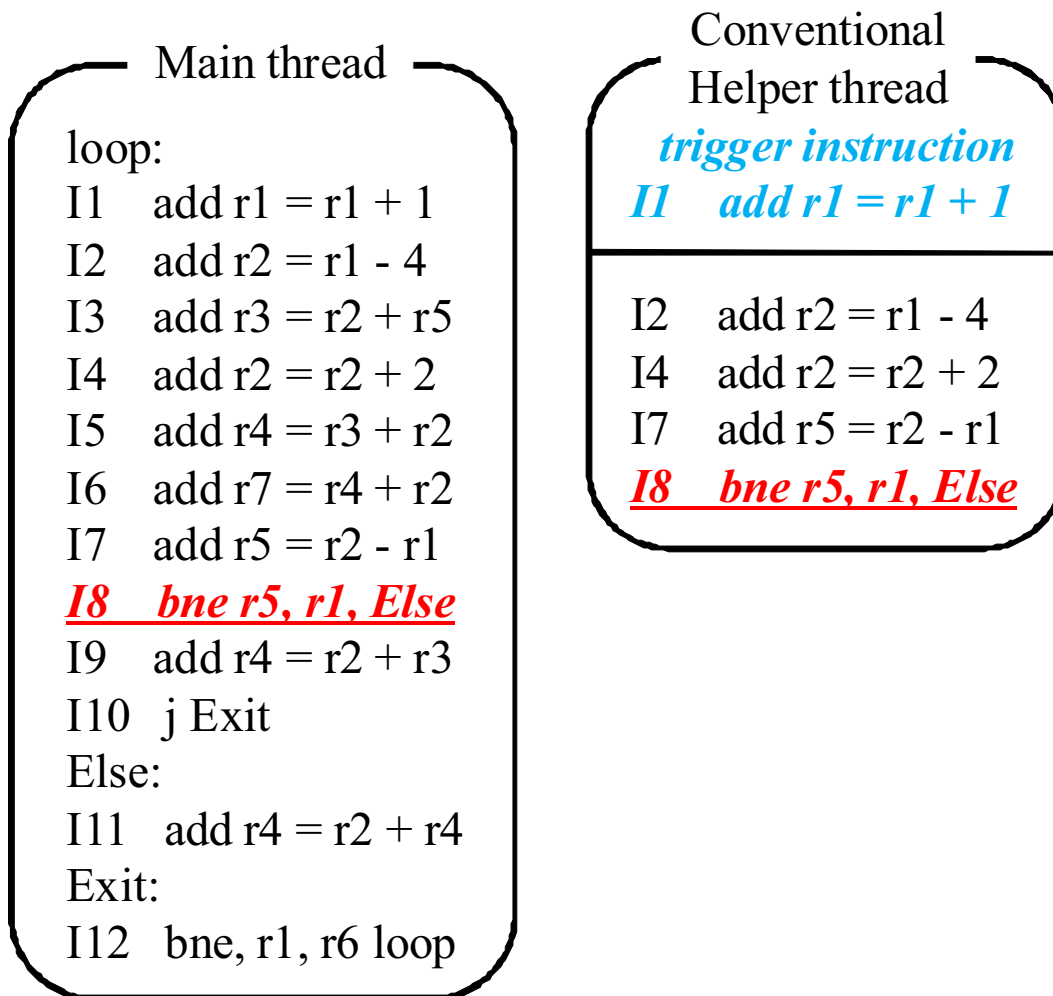 Main thread
loop:
I1 add r1 = r1 + 1
I2 add r2 = r1 - 4
I3 add r3 = r2 + r5
I4 add r2 = r2 + 2
I5 add r4 = r3 + r2
I6 add r7 = r4 + r2
I7 add r5 = r2 - r1
I8 bne r5, r1, Else
I9 add r4 = r2 + r3
I10 j Exit
Else:
I11 add r4 = r2 + r4
Exit:
I12 bne, r1, r6 loop
Conventional
Helper thread
trigger instruction
I1 add r1 = r1 + 1
I2 add r2 = r1 - 4
I4 add r2 = r2 + 2
I7 add r5 = r2 - r1
I8 bne r5, r1, Else